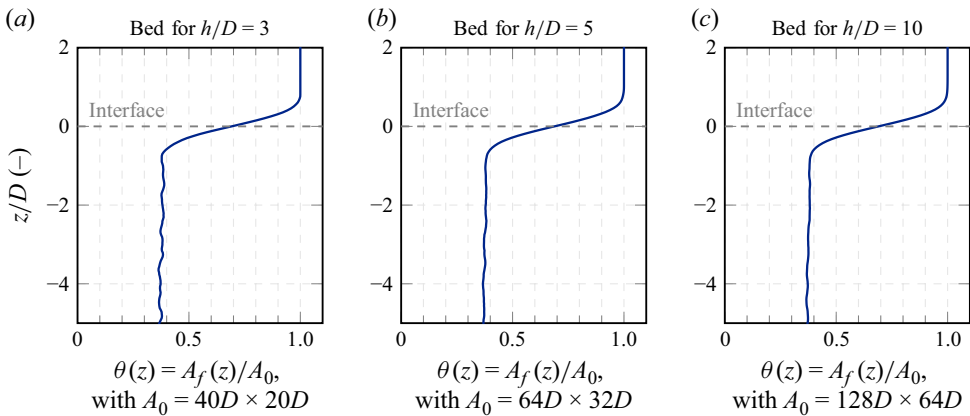 (a)
Bed for h/D = 3
2
0
−2
−4
z/D (−)
Interface
0
0.5
1.0
θ(z) = A_f(z)/A_0,
with A_0 = 40D × 20D
(b)
Bed for h/D = 5
2
0
−2
−4
Interface
0
0.5
1.0
θ(z) = A_f(z)/A_0,
with A_0 = 64D × 32D
(c)
Bed for h/D = 10
2
0
−2
−4
Interface
0
0.5
1.0
θ(z) = A_f(z)/A_0,
with A_0 = 128D × 64D